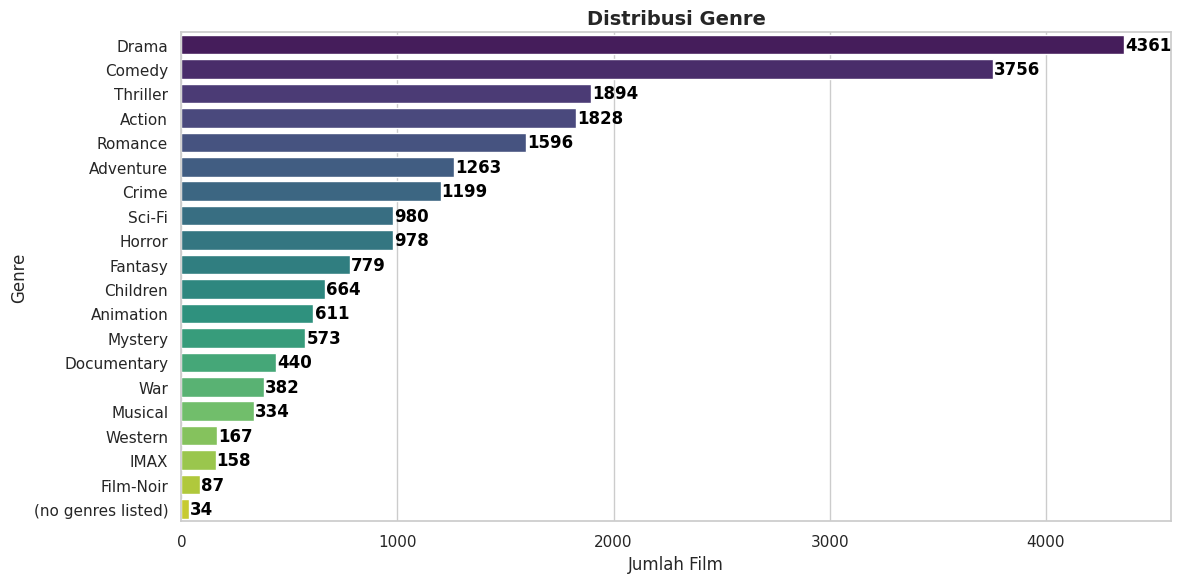 Distribusi Genre
Drama 4361
Comedy 3756
Thriller 1894
Action 1828
Romance 1596
Adventure 1263
Crime 1199
Sci-Fi 980
Horror 978
Fantasy 779
Children 664
Animation 611
Mystery 573
Documentary 440
War 382
Musical 334
Western 167
IMAX 158
Film-Noir 87
(no genres listed) 34
Genre
0 1000 2000 3000 4000
Jumlah Film